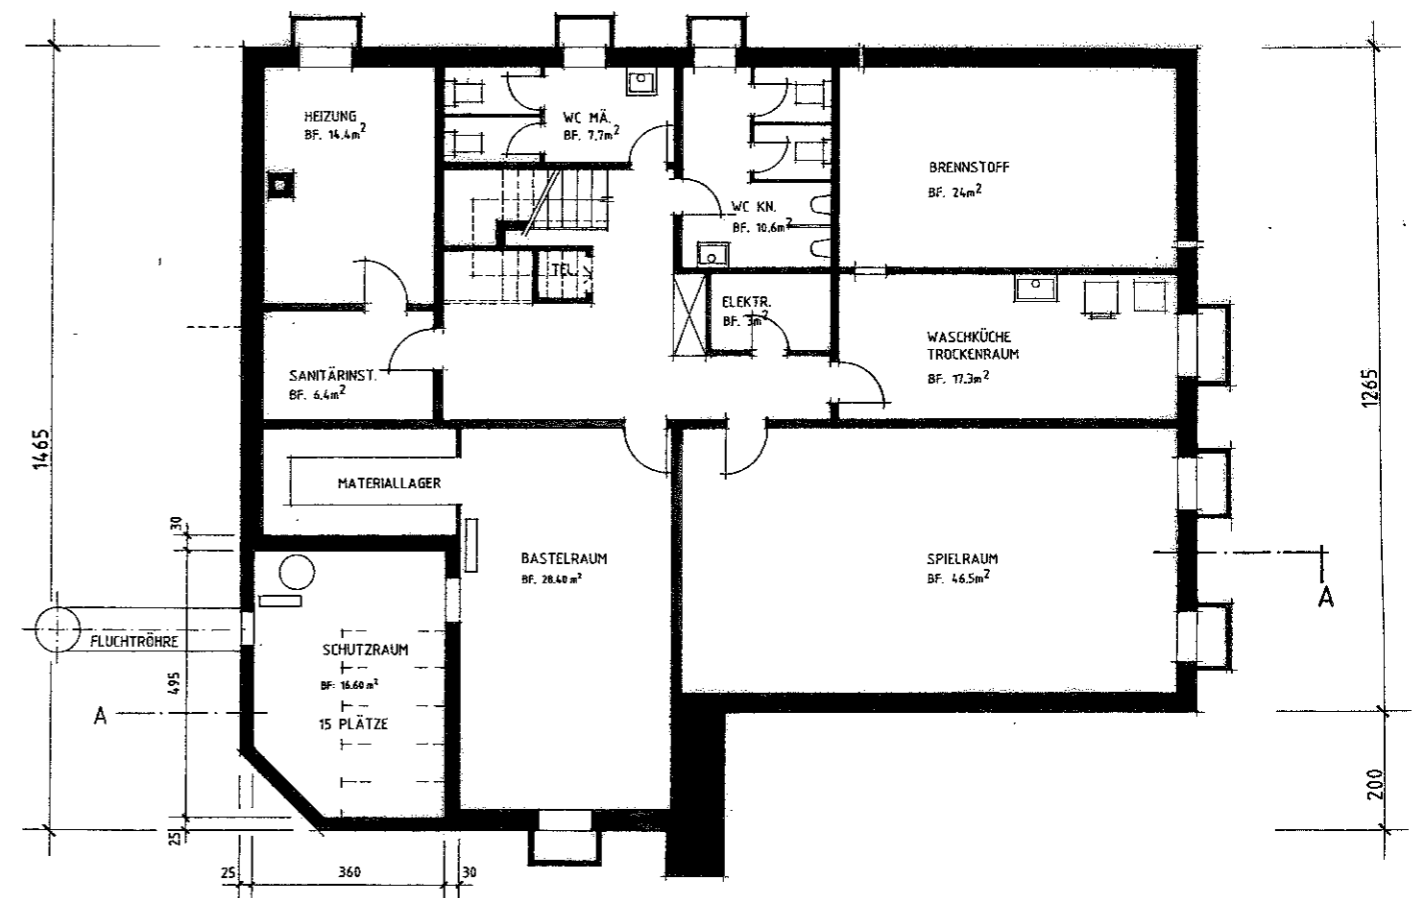 HEIZUNG
BF. 14.4m²
WC MÄ.
BF. 7.7m²
BRENNSTOFF
BF. 24m²
WC KN.
BF. 10.6m²
TEL.
ELEKTR.
BF. 3m²
WASCHKÜCHE
TROCKENRAUM
BF. 17.3m²
SANITÄRINST.
BF. 6.4m²
1265
1465
MATERIALLAGER
30
BASTELRAUM
BF. 28.40 m²
SPIELRAUM
BF. 46.5m²
A
FLUCHTRÖHRE
SCHUTZRAUM
BF: 16.60 m²
15 PLÄTZE
495
A
200
25
25
360
30